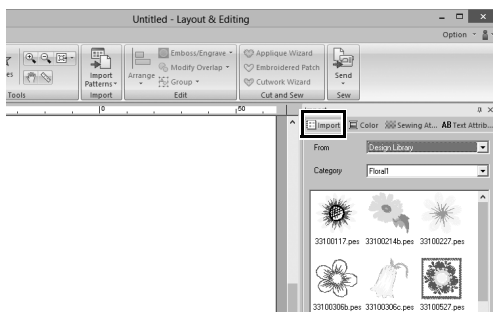 Untitled - Layout & Editing
Option
Import Patterns
Import
Arrange
Emboss/Engrave
Modify Overlap
Group
Edit
Applique Wizard
Embroidered Patch
Cutwork Wizard
Cut and Sew
Send
Sew
es
Tools
0
50
Import
Color
Sewing At...
AB Text Attrib...
From
Design Library
Category
Floral1
33100117.pes 33100214b.pes 33100227.pes
33100306b.pes 33100306c.pes 33100527.pes